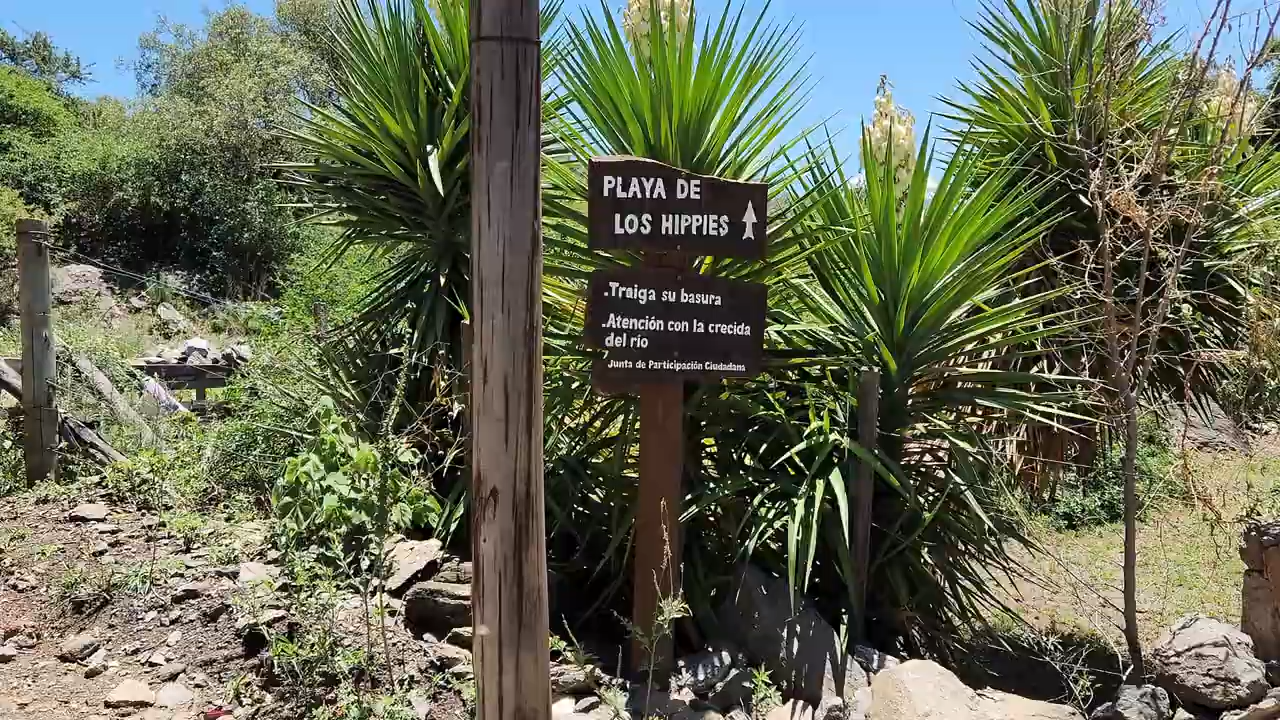 PLAYA DE
LOS HIPPIES
.Traiga su basura
.Atención con la crecida
del río
Junta de Participación Ciudadana